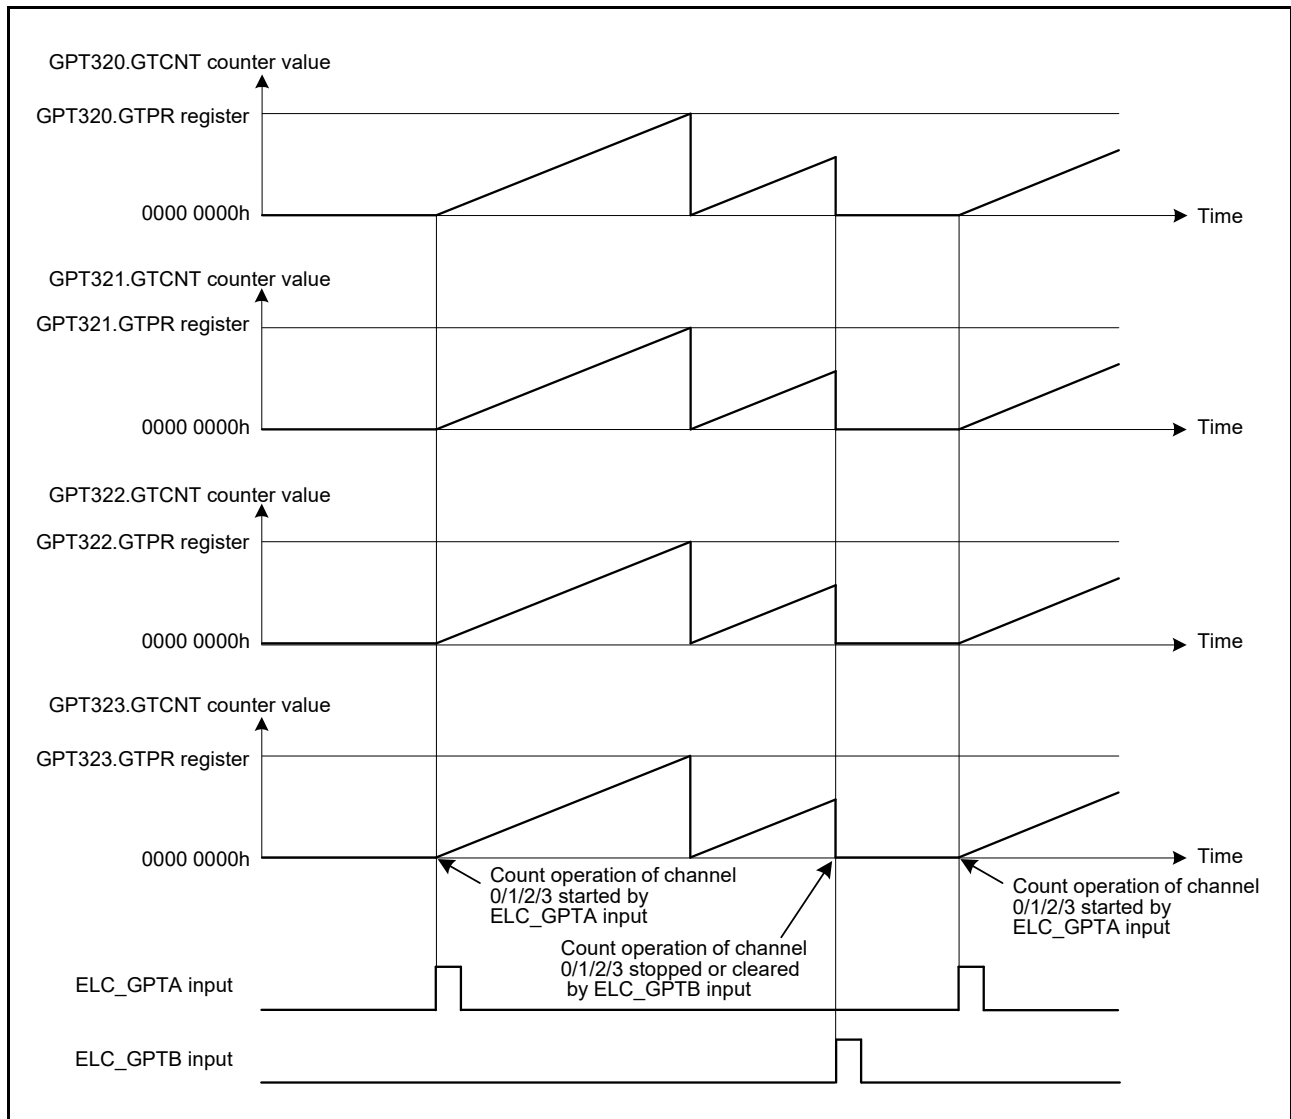 GPT320.GTCNT counter value
GPT320.GTPR register
0000 0000h
Time
GPT321.GTCNT counter value
GPT321.GTPR register
0000 0000h
Time
GPT322.GTCNT counter value
GPT322.GTPR register
0000 0000h
Time
GPT323.GTCNT counter value
GPT323.GTPR register
0000 0000h
Time
Count operation of channel
0/1/2/3 started by
ELC_GPTA input
Count operation of channel
0/1/2/3 stopped or cleared
by ELC_GPTB input
Count operation of channel
0/1/2/3 started by
ELC_GPTA input
ELC_GPTA input
ELC_GPTB input